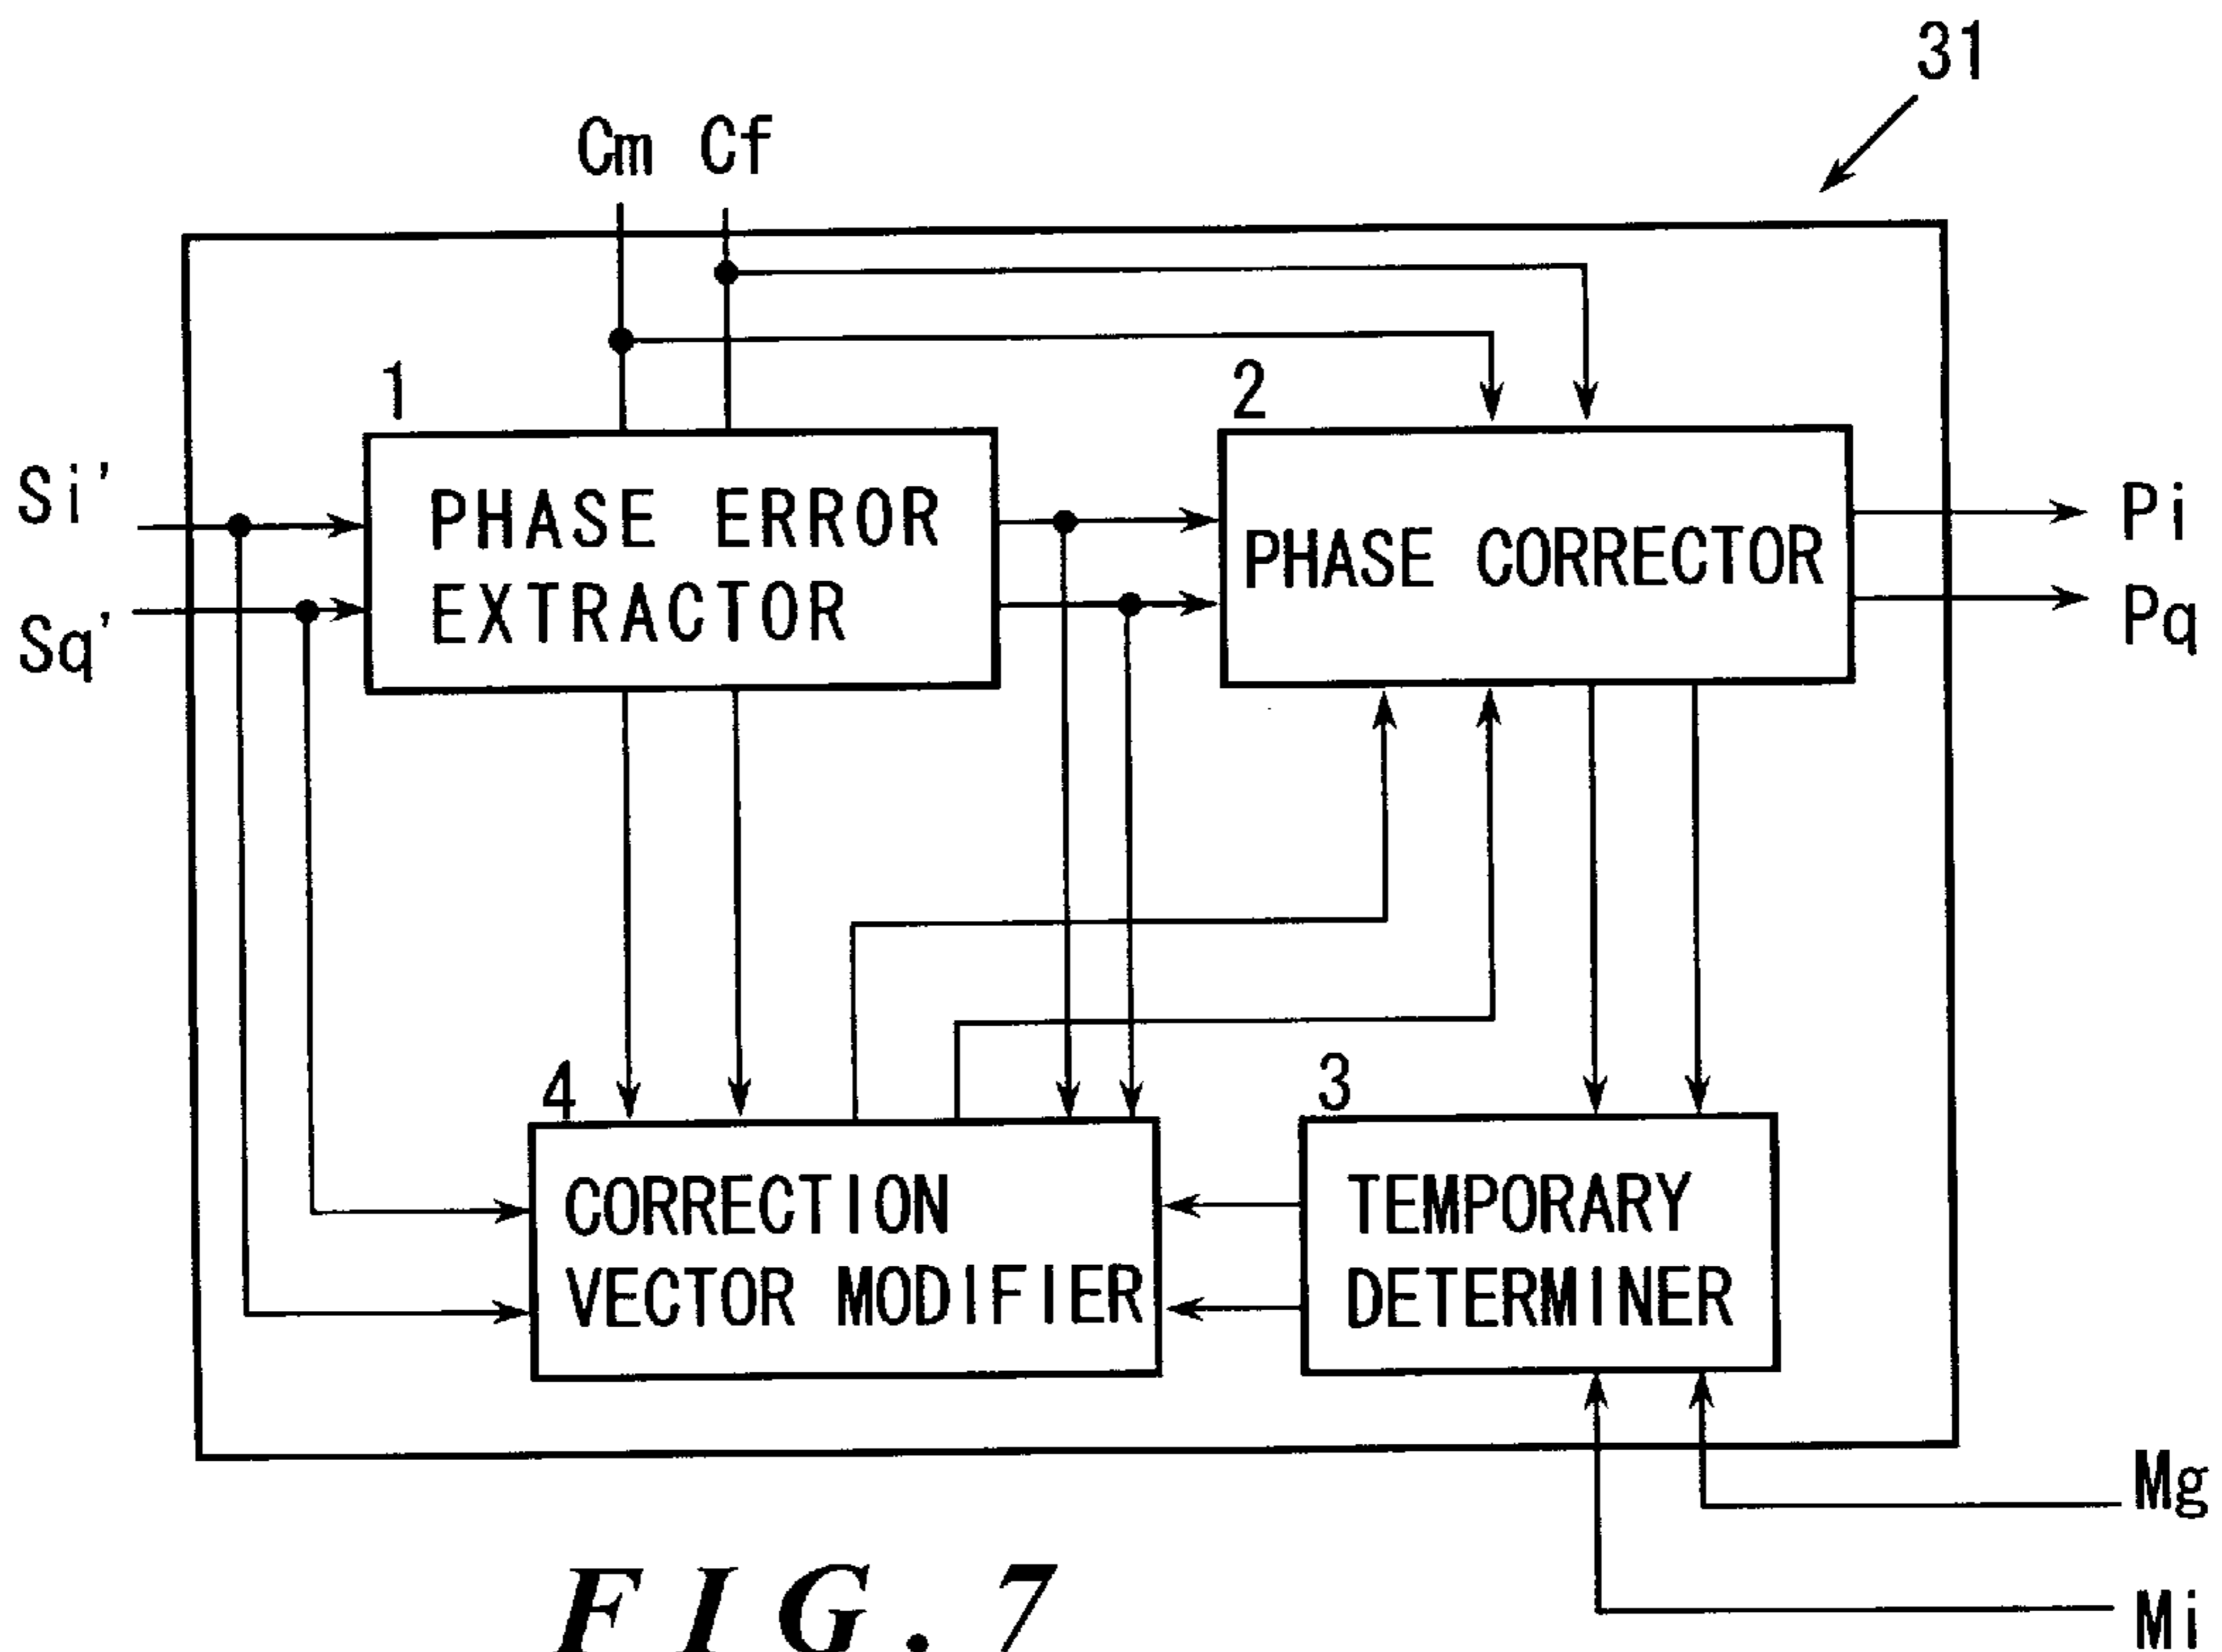 31
Cm Cf
1
2
Si'
PHASE ERROR
EXTRACTOR
PHASE CORRECTOR
Pi
Sq'
Pq
4
3
CORRECTION
VECTOR MODIFIER
TEMPORARY
DETERMINER
Mg
Mi
FIG. 7